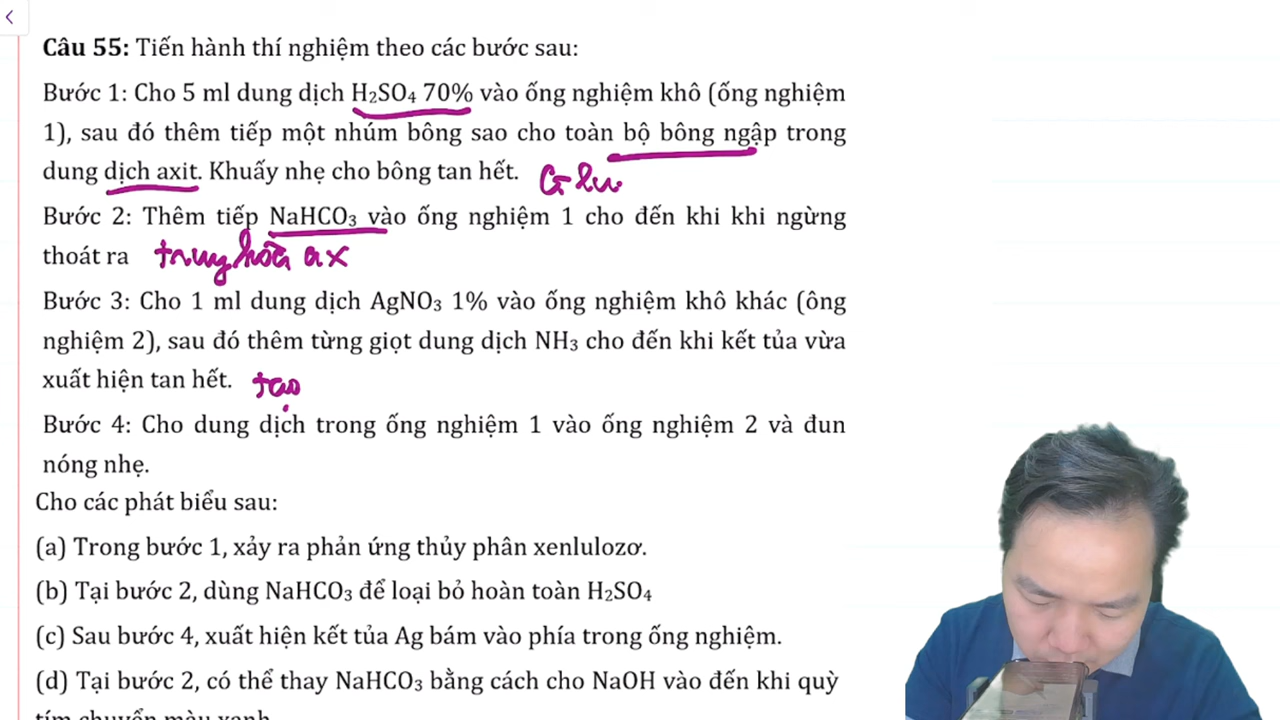 Câu 55: Tiến hành thí nghiệm theo các bước sau:
Bước 1: Cho 5 ml dung dịch H₂SO₄ 70% vào ống nghiệm khô (ống nghiệm
1), sau đó thêm tiếp một nhúm bông sao cho toàn bộ bông ngập trong
dung dịch axit. Khuấy nhẹ cho bông tan hết. Glu
Bước 2: Thêm tiếp NaHCO₃ vào ống nghiệm 1 cho đến khi khi ngừng
thoát ra trung hòa ax
Bước 3: Cho 1 ml dung dịch AgNO₃ 1% vào ống nghiệm khô khác (ông
nghiệm 2), sau đó thêm từng giọt dung dịch NH₃ cho đến khi kết tủa vừa
xuất hiện tan hết. tạo
Bước 4: Cho dung dịch trong ống nghiệm 1 vào ống nghiệm 2 và đun
nóng nhẹ.
Cho các phát biểu sau:
(a) Trong bước 1, xảy ra phản ứng thủy phân xenlulozơ.
(b) Tại bước 2, dùng NaHCO₃ để loại bỏ hoàn toàn H₂SO₄
(c) Sau bước 4, xuất hiện kết tủa Ag bám vào phía trong ống nghiệm.
(d) Tại bước 2, có thể thay NaHCO₃ bằng cách cho NaOH vào đến khi quỳ
tím chuyển màu xanh